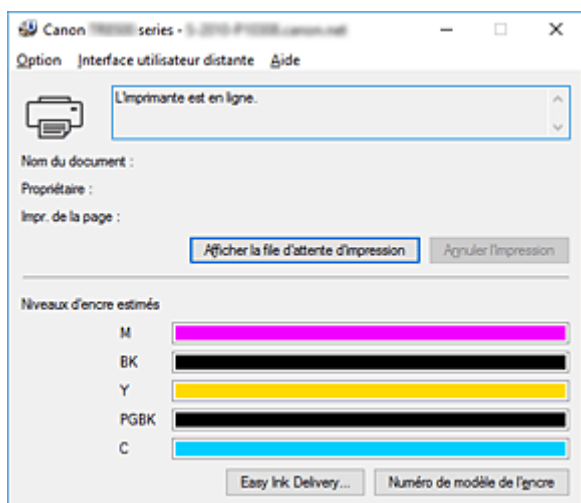 Canon series -
Option Interface utilisateur distante Aide
L'imprimante est en ligne.
Nom du document :
Propriétaire :
Impr. de la page :
Afficher la file d'attente d'impression Annuler l'impression
Niveaux d'encre estimés
M
BK
Y
PGBK
C
Easy Ink Delivery... Numéro de modèle de l'encre